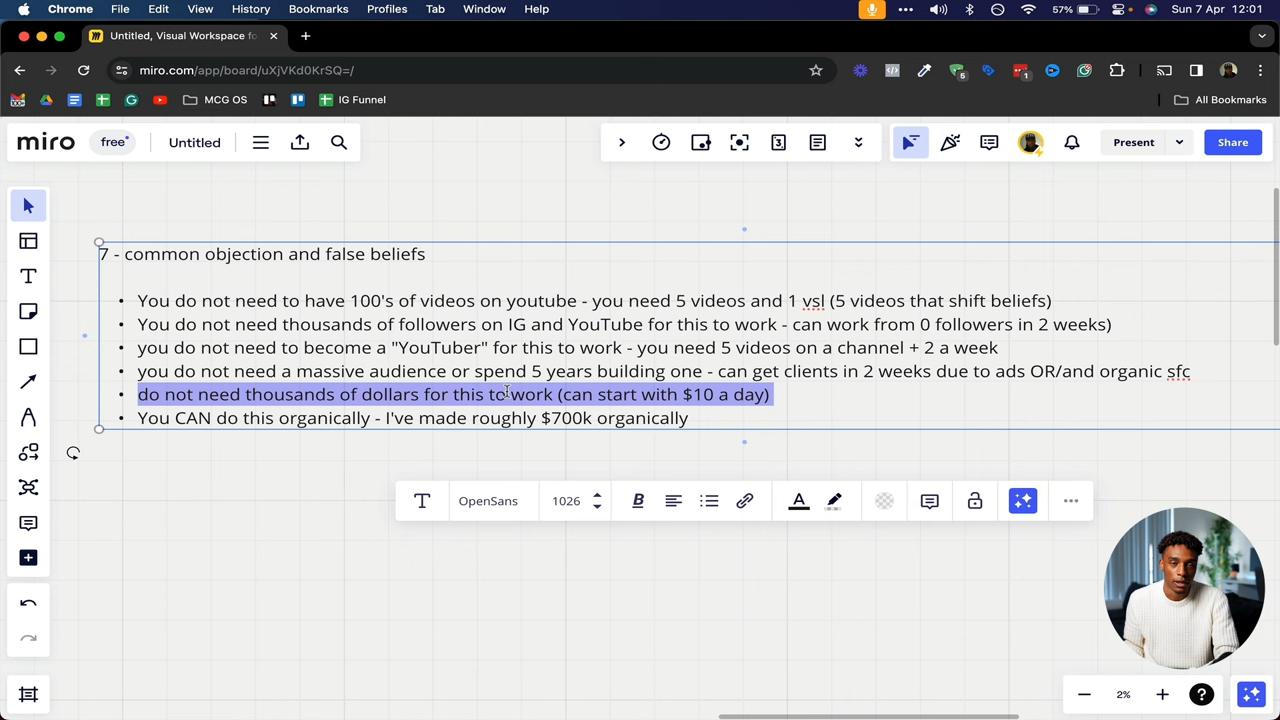 Chrome File Edit View History Bookmarks Profiles Tab Window Help 57% Sun 7 Apr 12:01
Untitled, Visual Workspace fo
miro.com/app/board/uXjVKd0KrSQ=/
5
1
MCG OS
IG Funnel
All Bookmarks
miro free Untitled
3
Present
Share
7 - common objection and false beliefs
• You do not need to have 100's of videos on youtube - you need 5 videos and 1 vsl (5 videos that shift beliefs)
• You do not need thousands of followers on IG and YouTube for this to work - can work from 0 followers in 2 weeks)
• you do not need to become a "YouTuber" for this to work - you need 5 videos on a channel + 2 a week
• you do not need a massive audience or spend 5 years building one - can get clients in 2 weeks due to ads OR/and organic sfc
• do not need thousands of dollars for this to work (can start with $10 a day)
• You CAN do this organically - I've made roughly $700k organically
OpenSans 1026 B A
2% ?